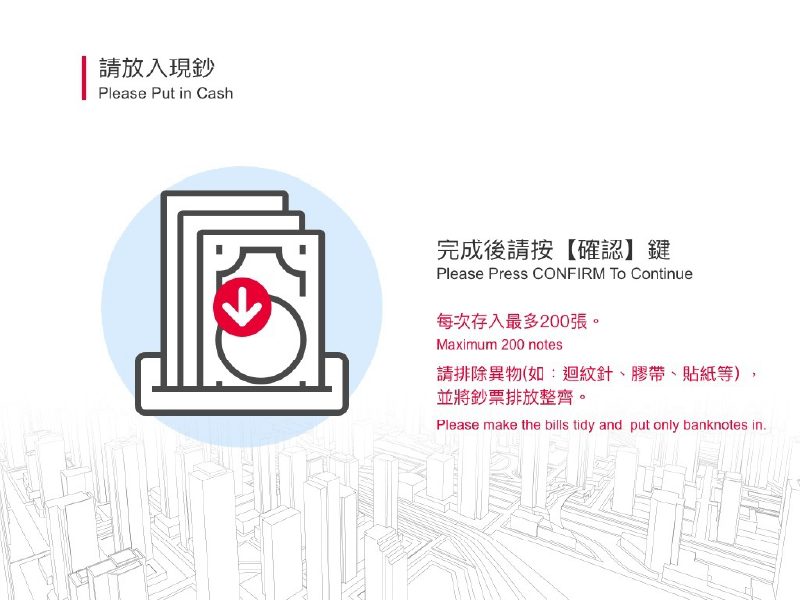 請放入現鈔
Please Put in Cash
完成後請按【確認】鍵
Please Press CONFIRM To Continue
每次存入最多200張。
Maximum 200 notes
請排除異物(如：迴紋針、膠帶、貼紙等)，
並將鈔票排放整齊。
Please make the bills tidy and  put only banknotes in.